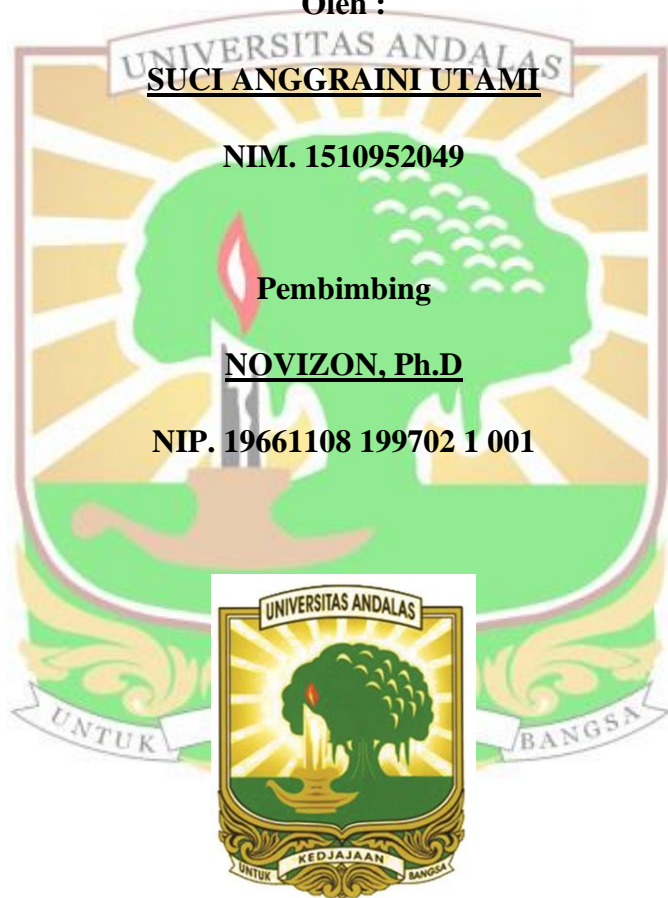 Oleh :
UNIVERSITAS ANDALAS
SUCI ANGGRAINI UTAMI
NIM. 1510952049
Pembimbing
NOVIZON, Ph.D
NIP. 19661108 199702 1 001
UNIVERSITAS ANDALAS
UNTUK BANGSA
KEDJAJAAN
UNTUK BANGSA